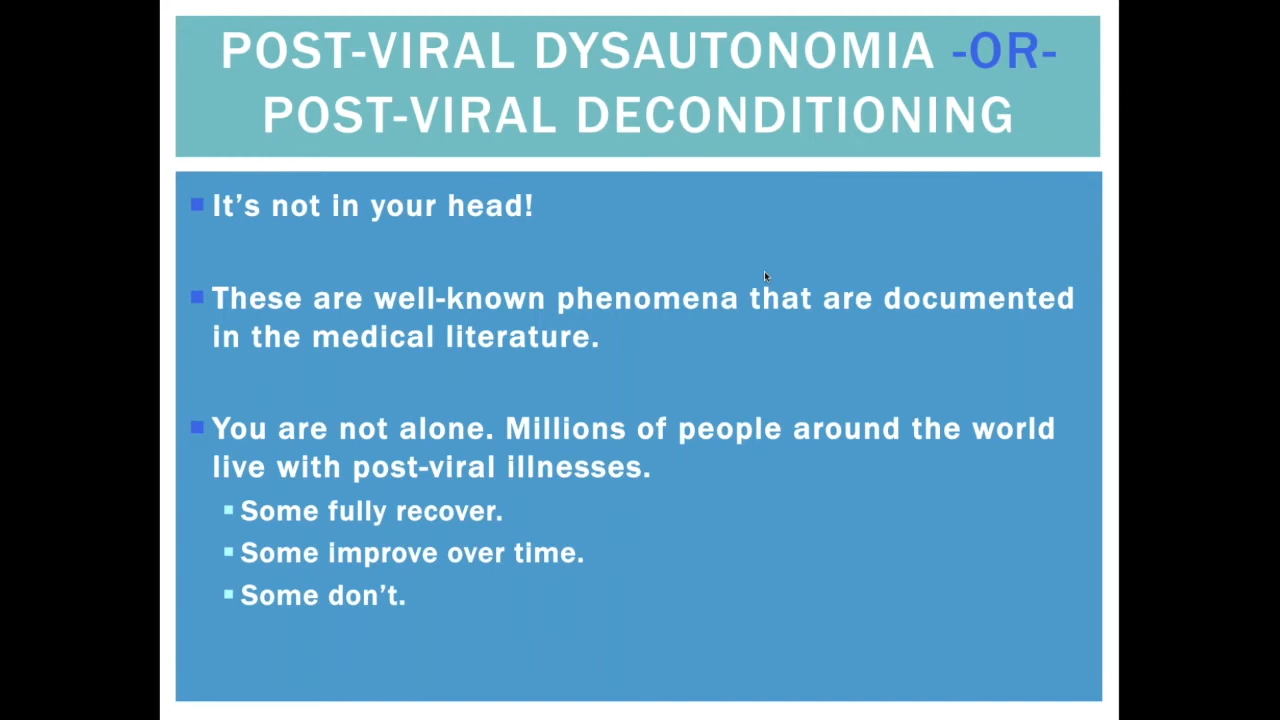 POST-VIRAL DYSAUTONOMIA -OR-
POST-VIRAL DECONDITIONING
It's not in your head!
These are well-known phenomena that are documented
in the medical literature.
You are not alone. Millions of people around the world
live with post-viral illnesses.
Some fully recover.
Some improve over time.
Some don't.